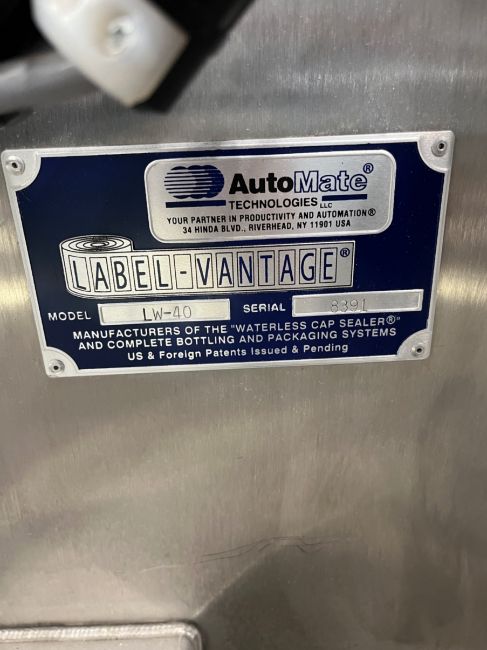 AutoMate®
TECHNOLOGIES LLC
YOUR PARTNER IN PRODUCTIVITY AND AUTOMATION®
34 HINDA BLVD., RIVERHEAD, NY 11901 USA
LABEL-VANTAGE®
MODEL LW-40 SERIAL 8391
MANUFACTURERS OF THE "WATERLESS CAP SEALER®"
AND COMPLETE BOTTLING AND PACKAGING SYSTEMS
US & Foreign Patents Issued & Pending